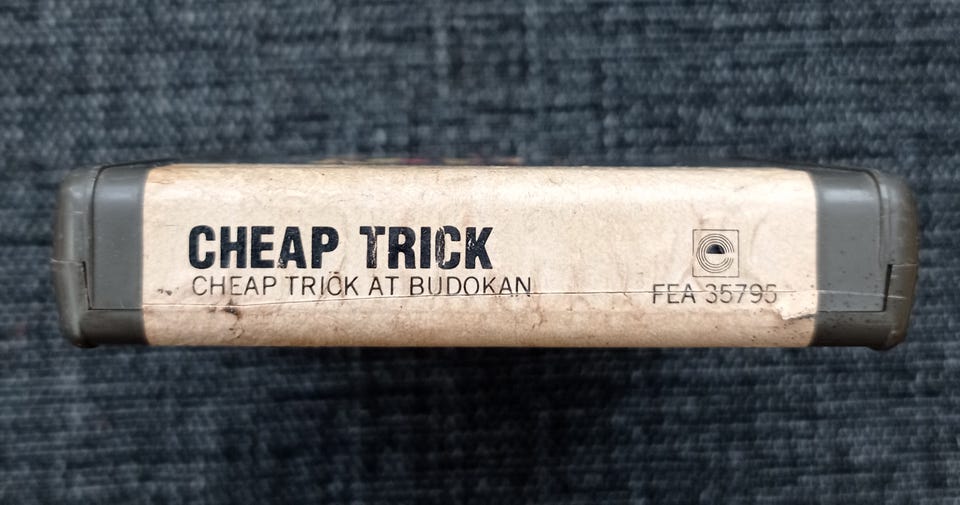 CHEAP TRICK
CHEAP TRICK AT BUDOKAN
FEA 35795